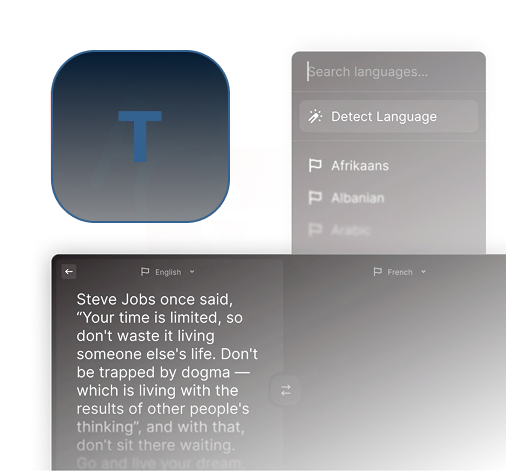 T
Search languages...
Detect Language
Afrikaans
Albanian
Arabic
English
French
Steve Jobs once said,
“Your time is limited, so
don't waste it living
someone else's life. Don't
be trapped by dogma —
which is living with the
results of other people's
thinking”, and with that,
don't sit there waiting.
Go and live your dream